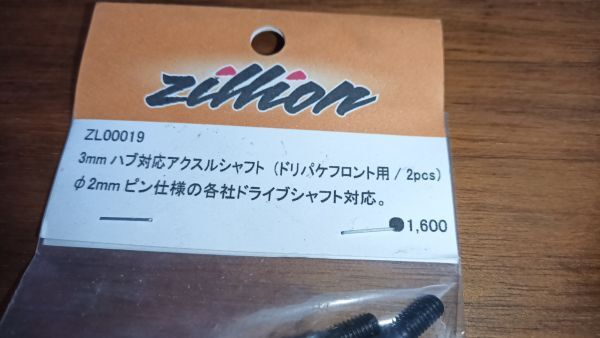 zillion
ZL00019
3mm ハブ対応アクスルシャフト (ドリパケフロント用 / 2pcs)
φ2mm ピン仕様の各社ドライブシャフト対応。
1,600